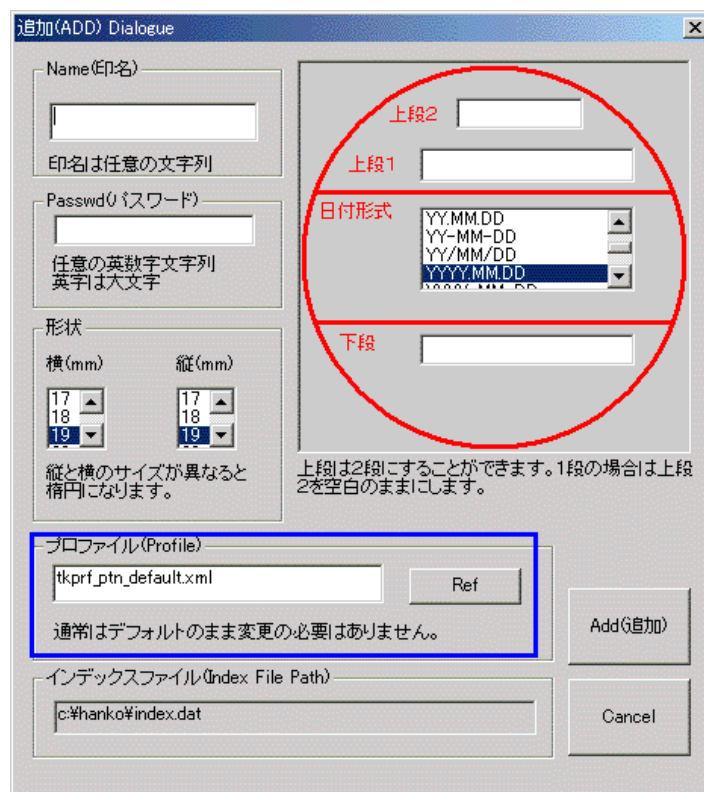 追加(ADD) Dialogue
Name(印名)
印名は任意の文字列
Passwd(パスワード)
任意の英数字文字列
英字は大文字
形状
横(mm)
縦(mm)
17
18
19
17
18
19
縦と横のサイズが異なると
楕円になります。
上段2
上段1
日付形式
YY.MM.DD
YY-MM-DD
YY/MM/DD
YYYY.MM.DD
下段
上段は2段にすることができます。1段の場合は上段
2を空白のままにします。
プロファイル(Profile)
tkprf_ptn_default.xml
Ref
通常はデフォルトのまま変更の必要はありません。
インデックスファイル(Index File Path)
c:¥hanko¥index.dat
Add(追加)
Cancel